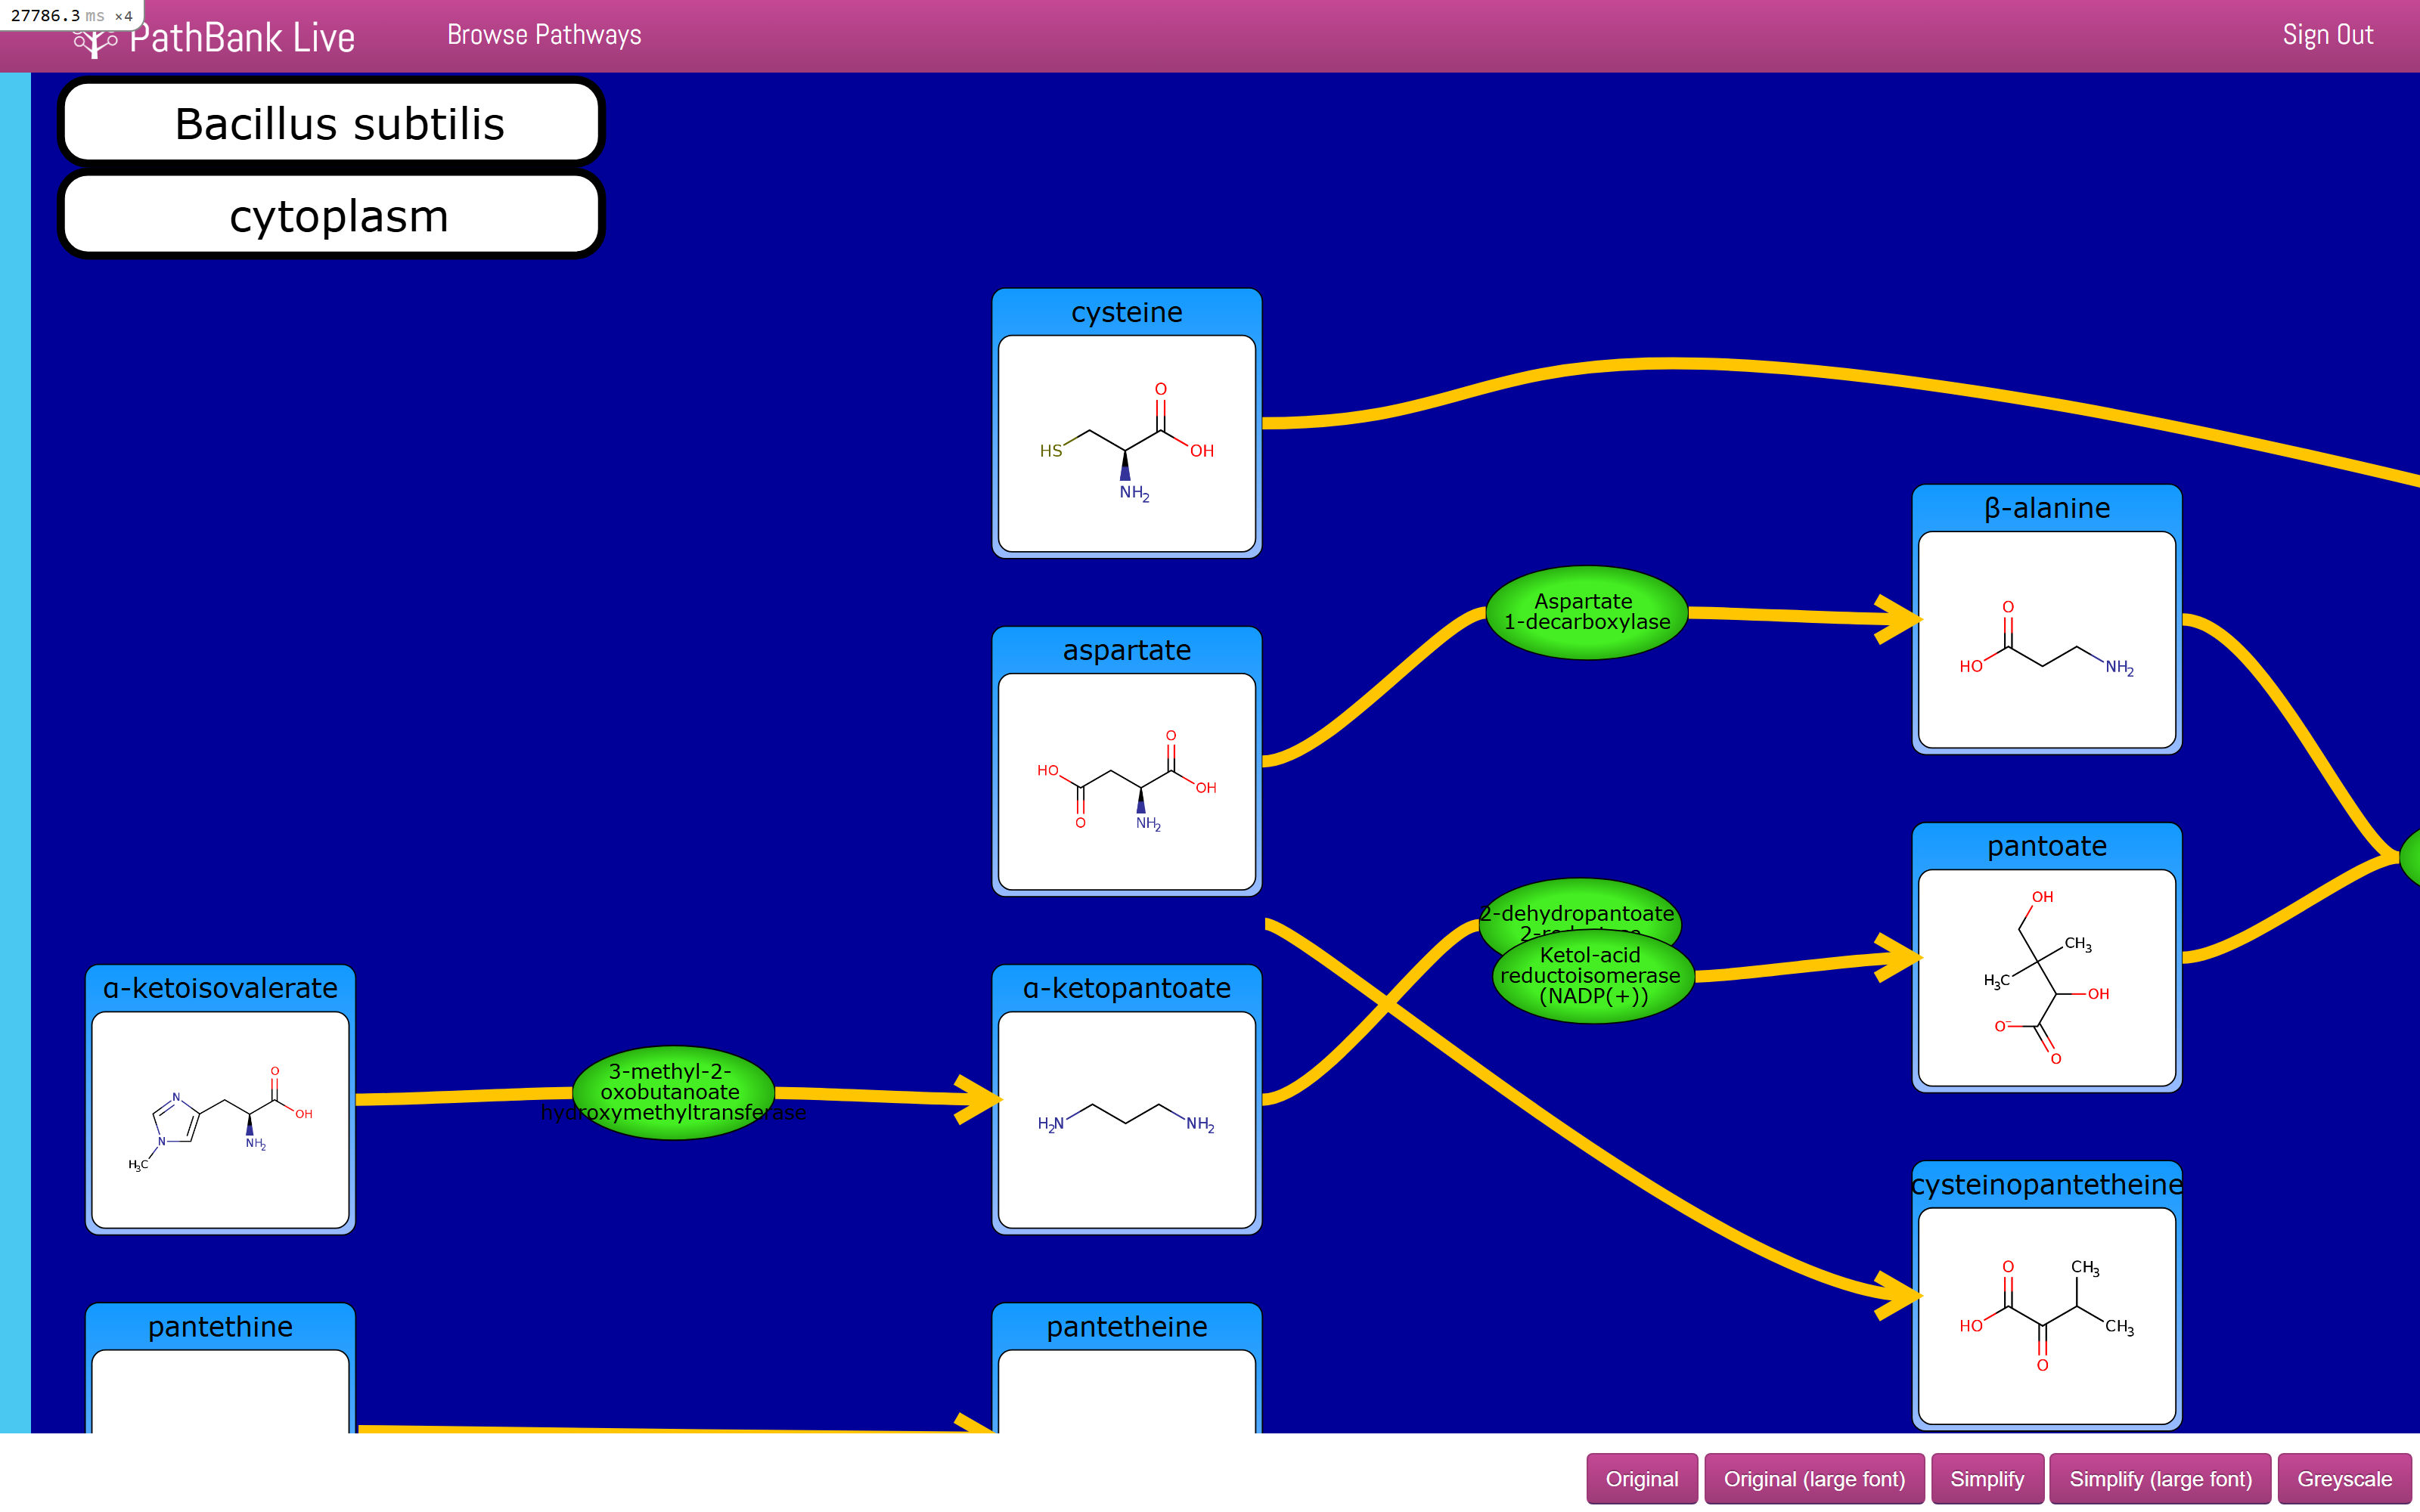 27786.3 ms ×4
PathBank Live
Browse Pathways
Sign Out
Bacillus subtilis
cytoplasm
cysteine
O
HS
OH
NH2
β-alanine
O
HO
NH2
Aspartate
1-decarboxylase
aspartate
O
HO
OH
O
NH2
pantoate
OH
CH3
H3C
OH
O-
O
2-dehydropantoate
Ketol-acid
reductoisomerase
(NADP(+))
α-ketoisovalerate
O
N
OH
N
NH2
H3C
3-methyl-2-
oxobutanoate
hydroxymethyltransferase
α-ketopantoate
H2N
NH2
cysteinopantetheine
O
CH3
HO
CH3
O
pantethine
pantetheine
Original
Original (large font)
Simplify
Simplify (large font)
Greyscale